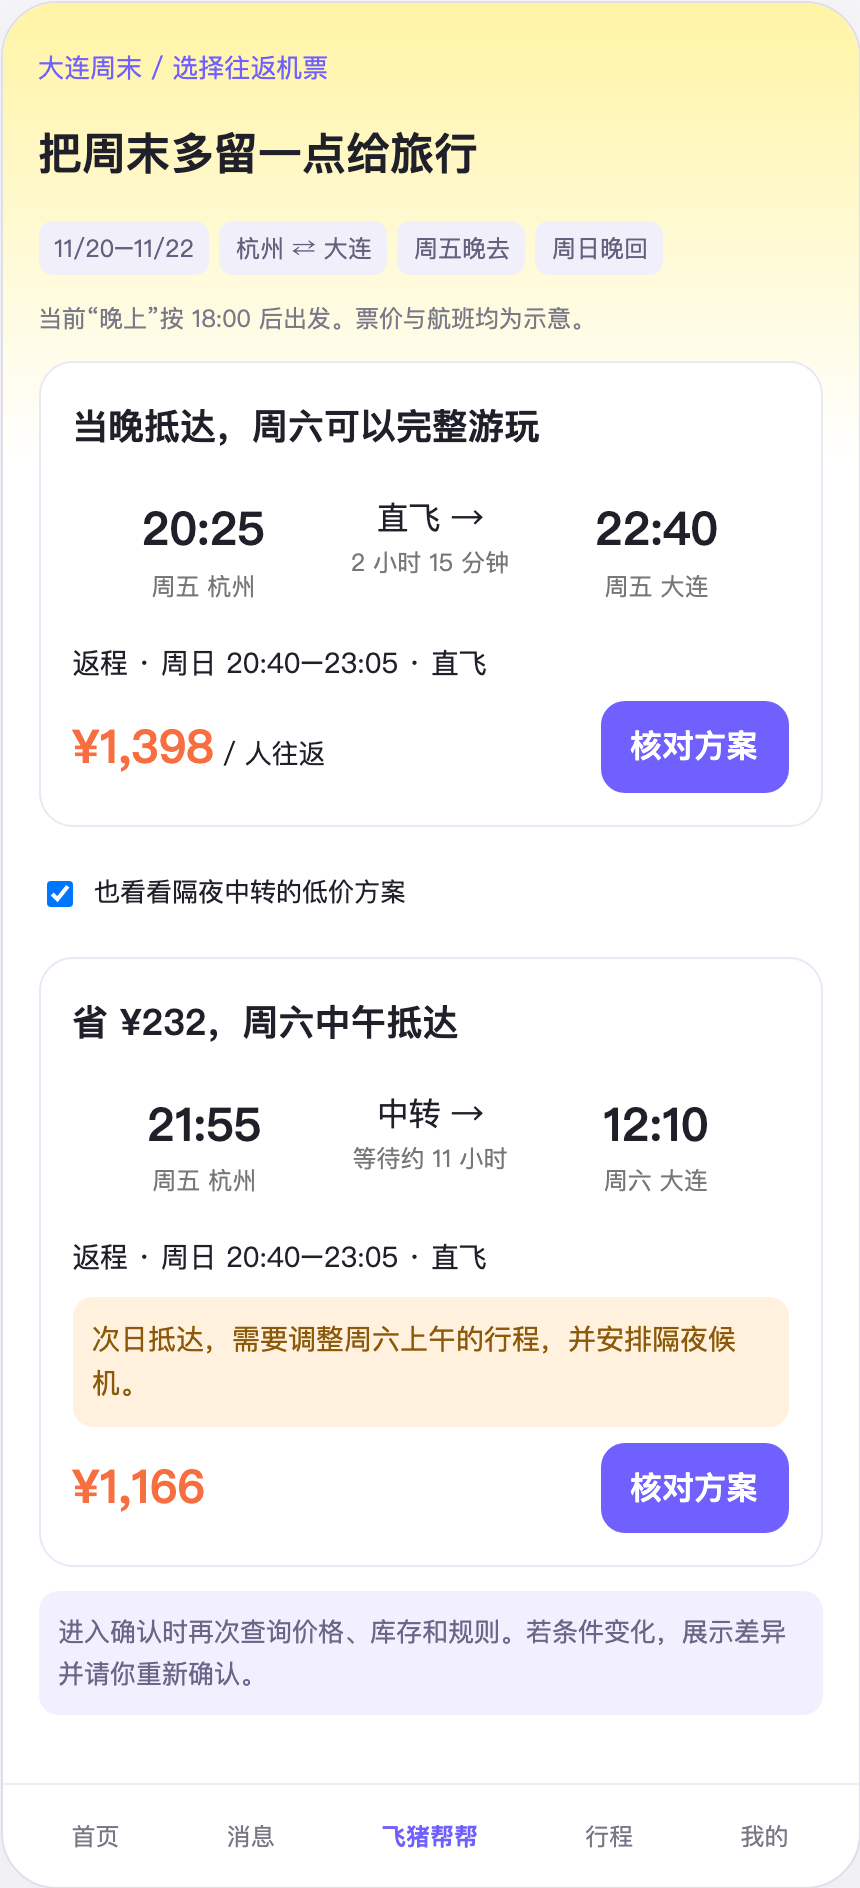 大连周末 / 选择往返机票
把周末多留一点给旅行
11/20—11/22 杭州 ⇄ 大连 周五晚去 周日晚回
当前“晚上”按 18:00 后出发。票价与航班均为示意。
当晚抵达，周六可以完整游玩
20:25 直飞 → 22:40
周五 杭州 2 小时 15 分钟 周五 大连
返程 · 周日 20:40—23:05 · 直飞
¥1,398 / 人往返 核对方案
也看看隔夜中转的低价方案
省 ¥232，周六中午抵达
21:55 中转 → 12:10
周五 杭州 等待约 11 小时 周六 大连
返程 · 周日 20:40—23:05 · 直飞
次日抵达，需要调整周六上午的行程，并安排隔夜候
机。
¥1,166 核对方案
进入确认时再次查询价格、库存和规则。若条件变化，展示差异
并请你重新确认。
首页 消息 飞猪帮帮 行程 我的